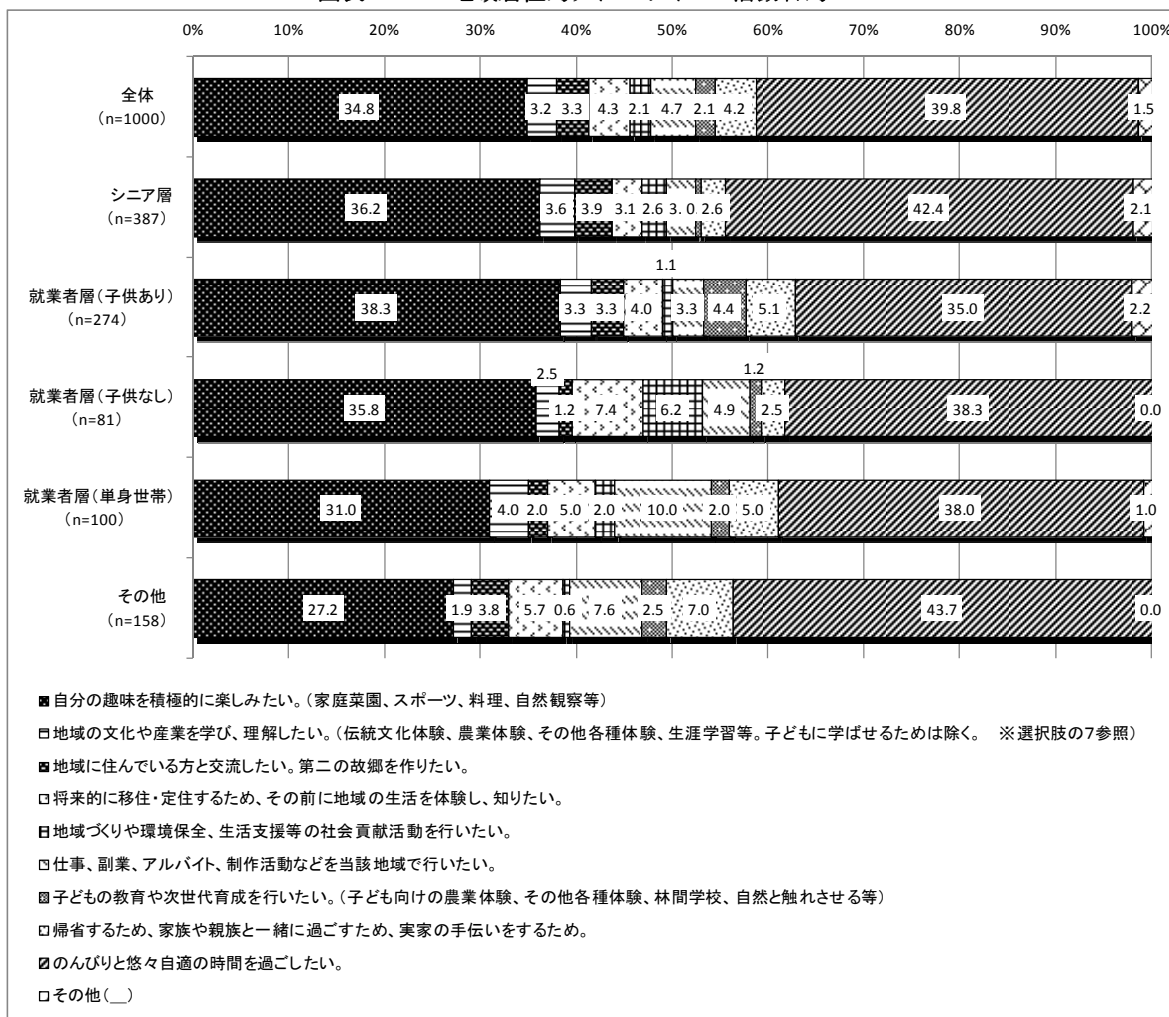 0% 10% 20% 30% 40% 50% 60% 70% 80% 90% 100%
全体
(n=1000)
34.8 3.2 3.3 4.3 2.1 4.7 2.1 4.2 39.8 1.5
シニア層
(n=387)
36.2 3.6 3.9 3.1 2.6 3.0 2.6 42.4 2.1
1.1
就業者層(子供あり)
(n=274)
38.3 3.3 3.3 4.0 3.3 4.4 5.1 35.0 2.2
2.5 1.2
就業者層(子供なし)
(n=81)
35.8 1.2 7.4 6.2 4.9 2.5 38.3 0.0
就業者層(単身世帯)
(n=100)
31.0 4.0 2.0 5.0 2.0 10.0 2.0 5.0 38.0 1.0
その他
(n=158)
27.2 1.9 3.8 5.7 0.6 7.6 2.5 7.0 43.7 0.0
自分の趣味を積極的に楽しみたい。(家庭菜園、スポーツ、料理、自然観察等)
地域の文化や産業を学び、理解したい。(伝統文化体験、農業体験、その他各種体験、生涯学習等。子どもに学ばせるためは除く。 ※選択肢の7参照)
地域に住んでいる方と交流したい。第二の故郷を作りたい。
将来的に移住・定住するため、その前に地域の生活を体験し、知りたい。
地域づくりや環境保全、生活支援等の社会貢献活動を行いたい。
仕事、副業、アルバイト、制作活動などを当該地域で行いたい。
子どもの教育や次世代育成を行いたい。(子ども向けの農業体験、その他各種体験、林間学校、自然と触れさせる等)
帰省するため、家族や親族と一緒に過ごすため、実家の手伝いをするため。
のんびりと悠々自適の時間を過ごしたい。
その他(__)